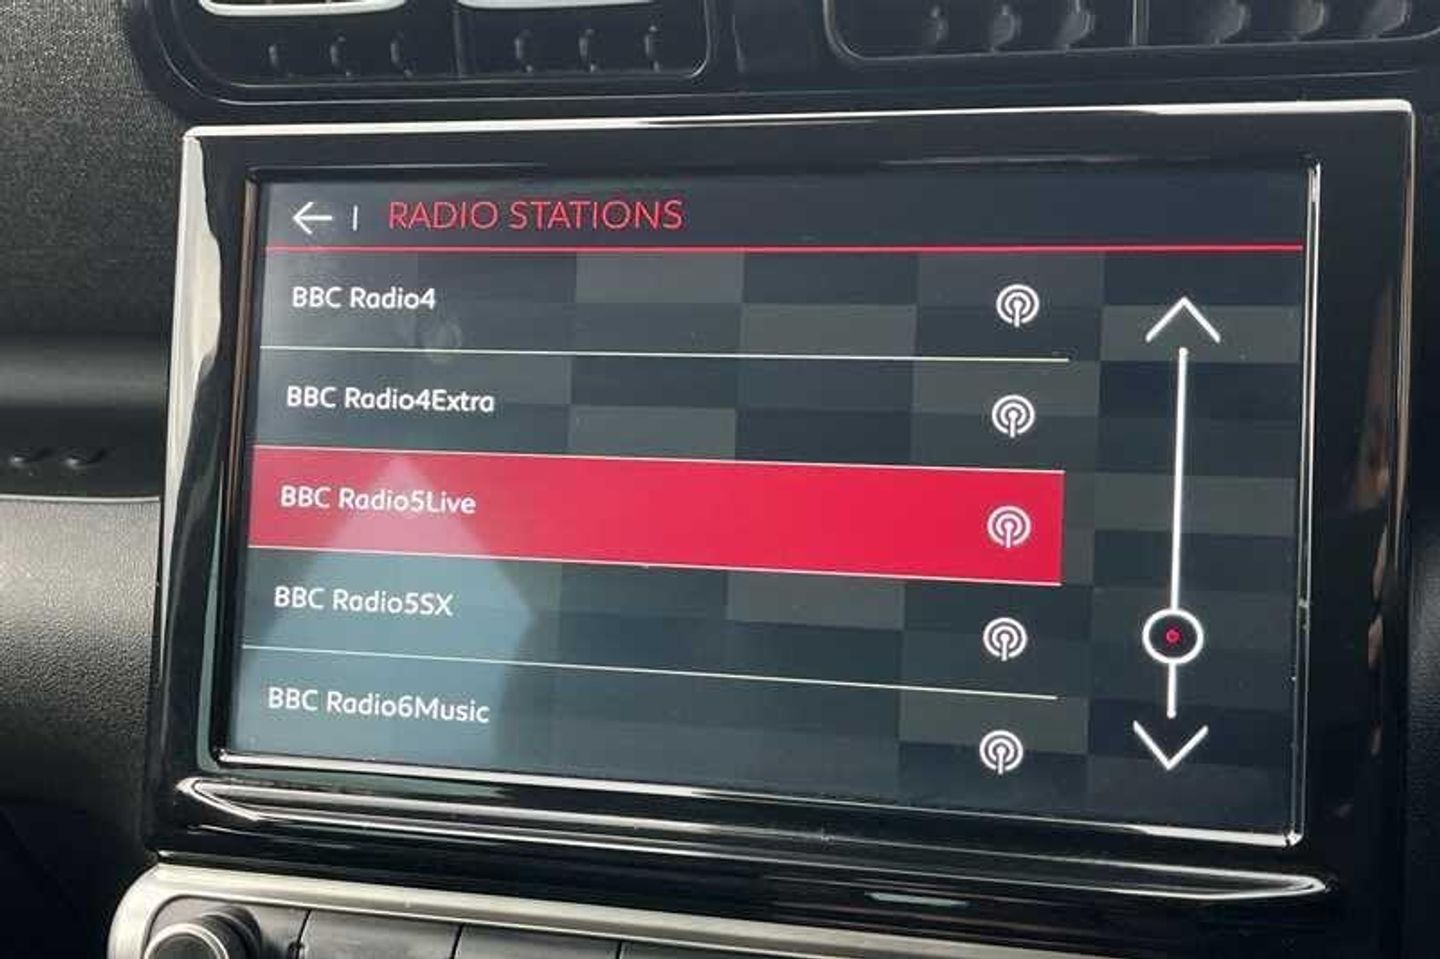 RADIO STATIONS
BBC Radio4
BBC Radio4Extra
BBC Radio5Live
BBC Radio5SX
BBC Radio6Music